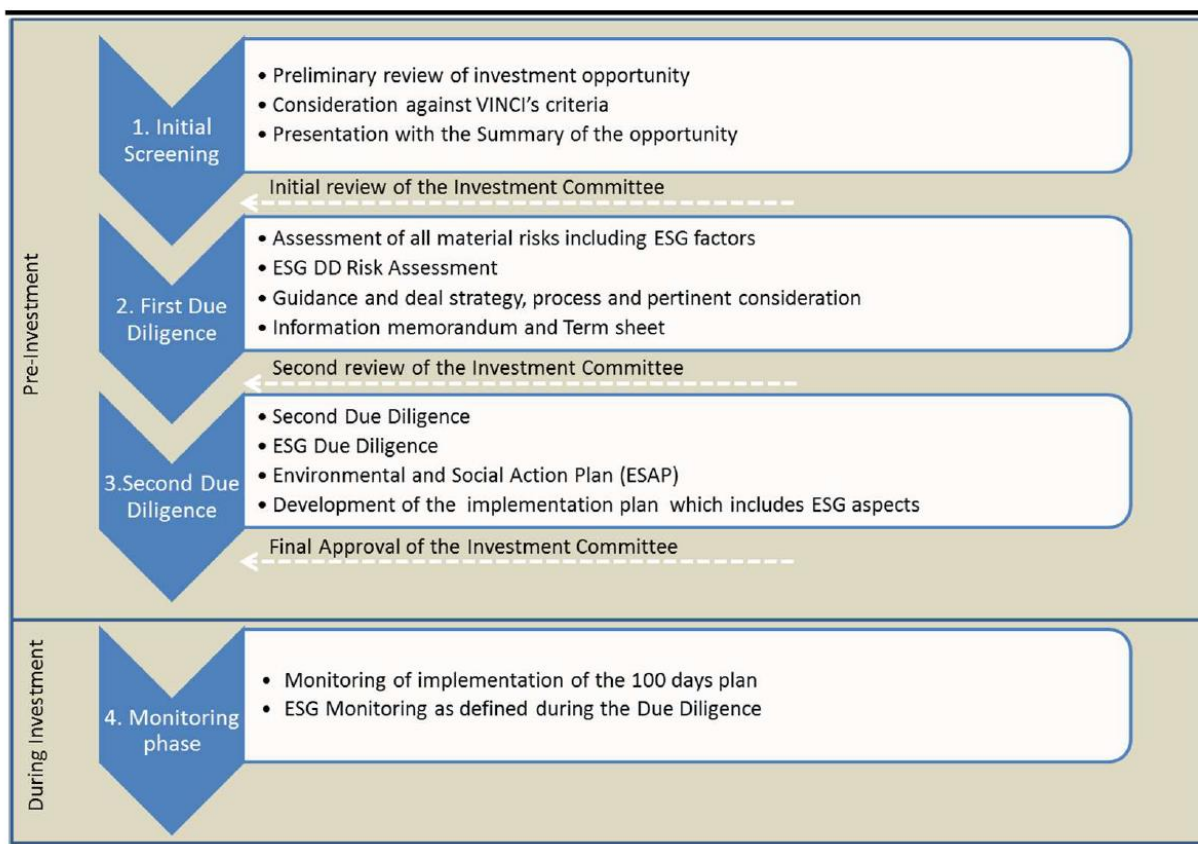 Pre-Investment
1. Initial
Screening
• Preliminary review of investment opportunity
• Consideration against VINCI's criteria
• Presentation with the Summary of the opportunity
Initial review of the Investment Committee
2. First Due
Diligence
• Assessment of all material risks including ESG factors
• ESG DD Risk Assessment
• Guidance and deal strategy, process and pertinent consideration
• Information memorandum and Term sheet
Second review of the Investment Committee
3.Second Due
Diligence
• Second Due Diligence
• ESG Due Diligence
• Environmental and Social Action Plan (ESAP)
• Development of the implementation plan which includes ESG aspects
Final Approval of the Investment Committee
During Investment
4. Monitoring
phase
• Monitoring of implementation of the 100 days plan
• ESG Monitoring as defined during the Due Diligence